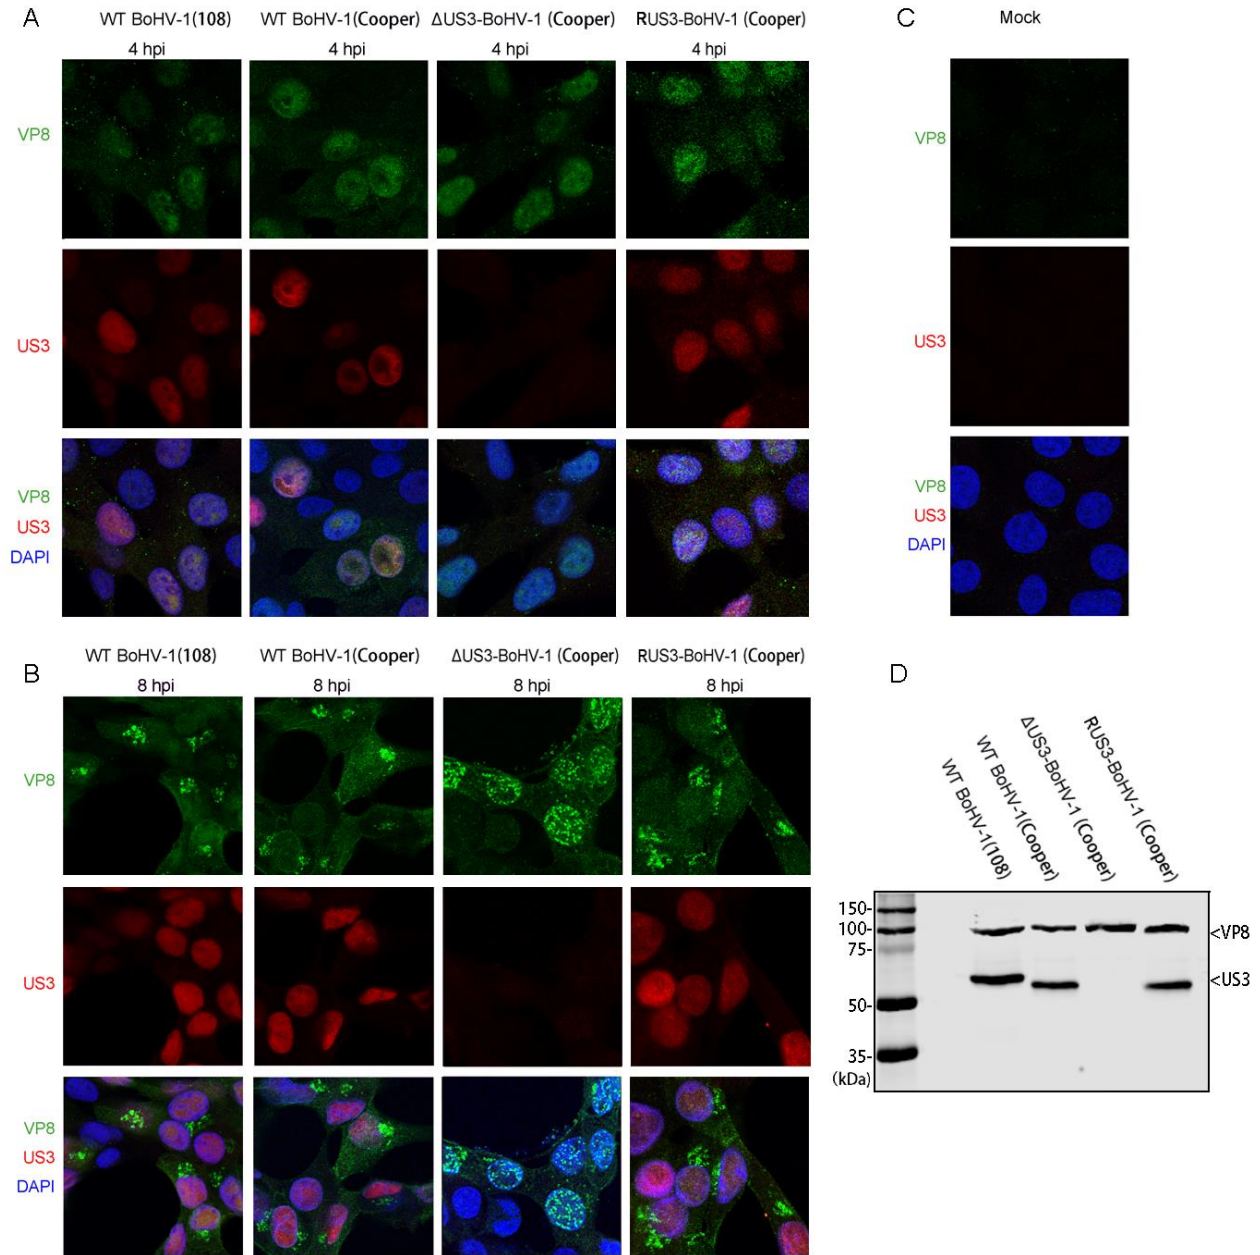 A
WT BoHV-1(108)
WT BoHV-1(Cooper)
ΔUS3-BoHV-1 (Cooper)
RUS3-BoHV-1 (Cooper)
4 hpi
4 hpi
4 hpi
4 hpi
VP8
US3
VP8
US3
DAPI
C
Mock
VP8
US3
VP8
US3
DAPI
B
WT BoHV-1(108)
WT BoHV-1(Cooper)
ΔUS3-BoHV-1 (Cooper)
RUS3-BoHV-1 (Cooper)
8 hpi
8 hpi
8 hpi
8 hpi
VP8
US3
VP8
US3
DAPI
D
WT BoHV-1(108)
WT BoHV-1(Cooper)
ΔUS3-BoHV-1 (Cooper)
RUS3-BoHV-1 (Cooper)
150-
100-
75-
50-
35-
(kDa)
<VP8
<US3